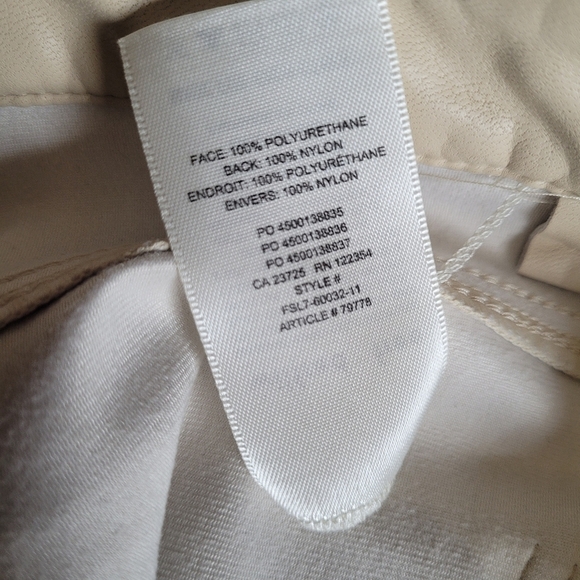 FACE: 100% POLYURETHANE
BACK: 100% NYLON
ENDROIT: 100% POLYURÉTHANE
ENVERS: 100% NYLON
PO 4500138835
PO 4500138836
PO 4500138837
CA 23725 RN 122354
STYLE #
FSL7-60032-11
ARTICLE # 79778